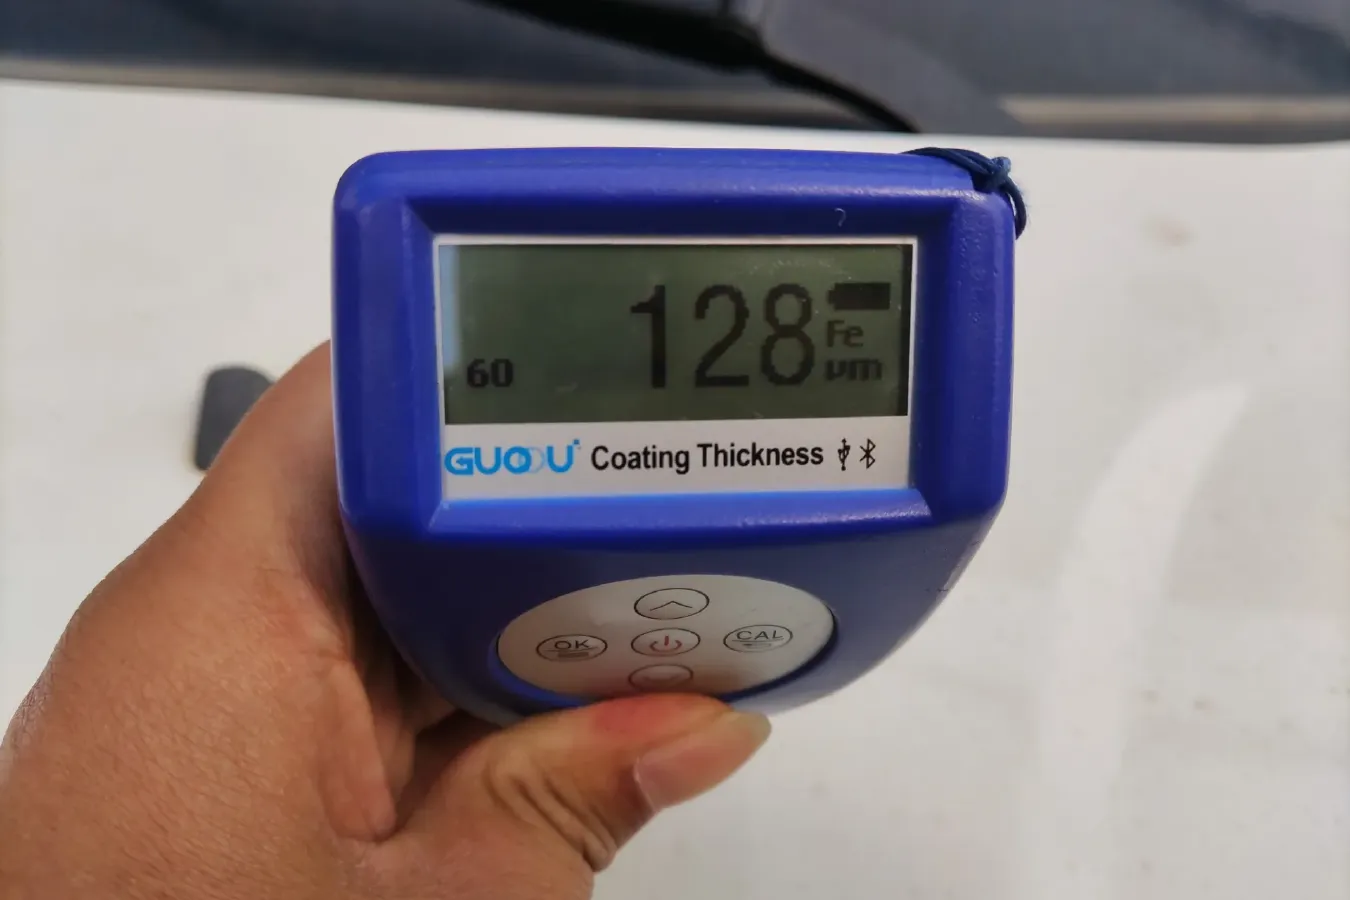 128
Fe
60
μm
GUOOU Coating Thickness
OK
CAL